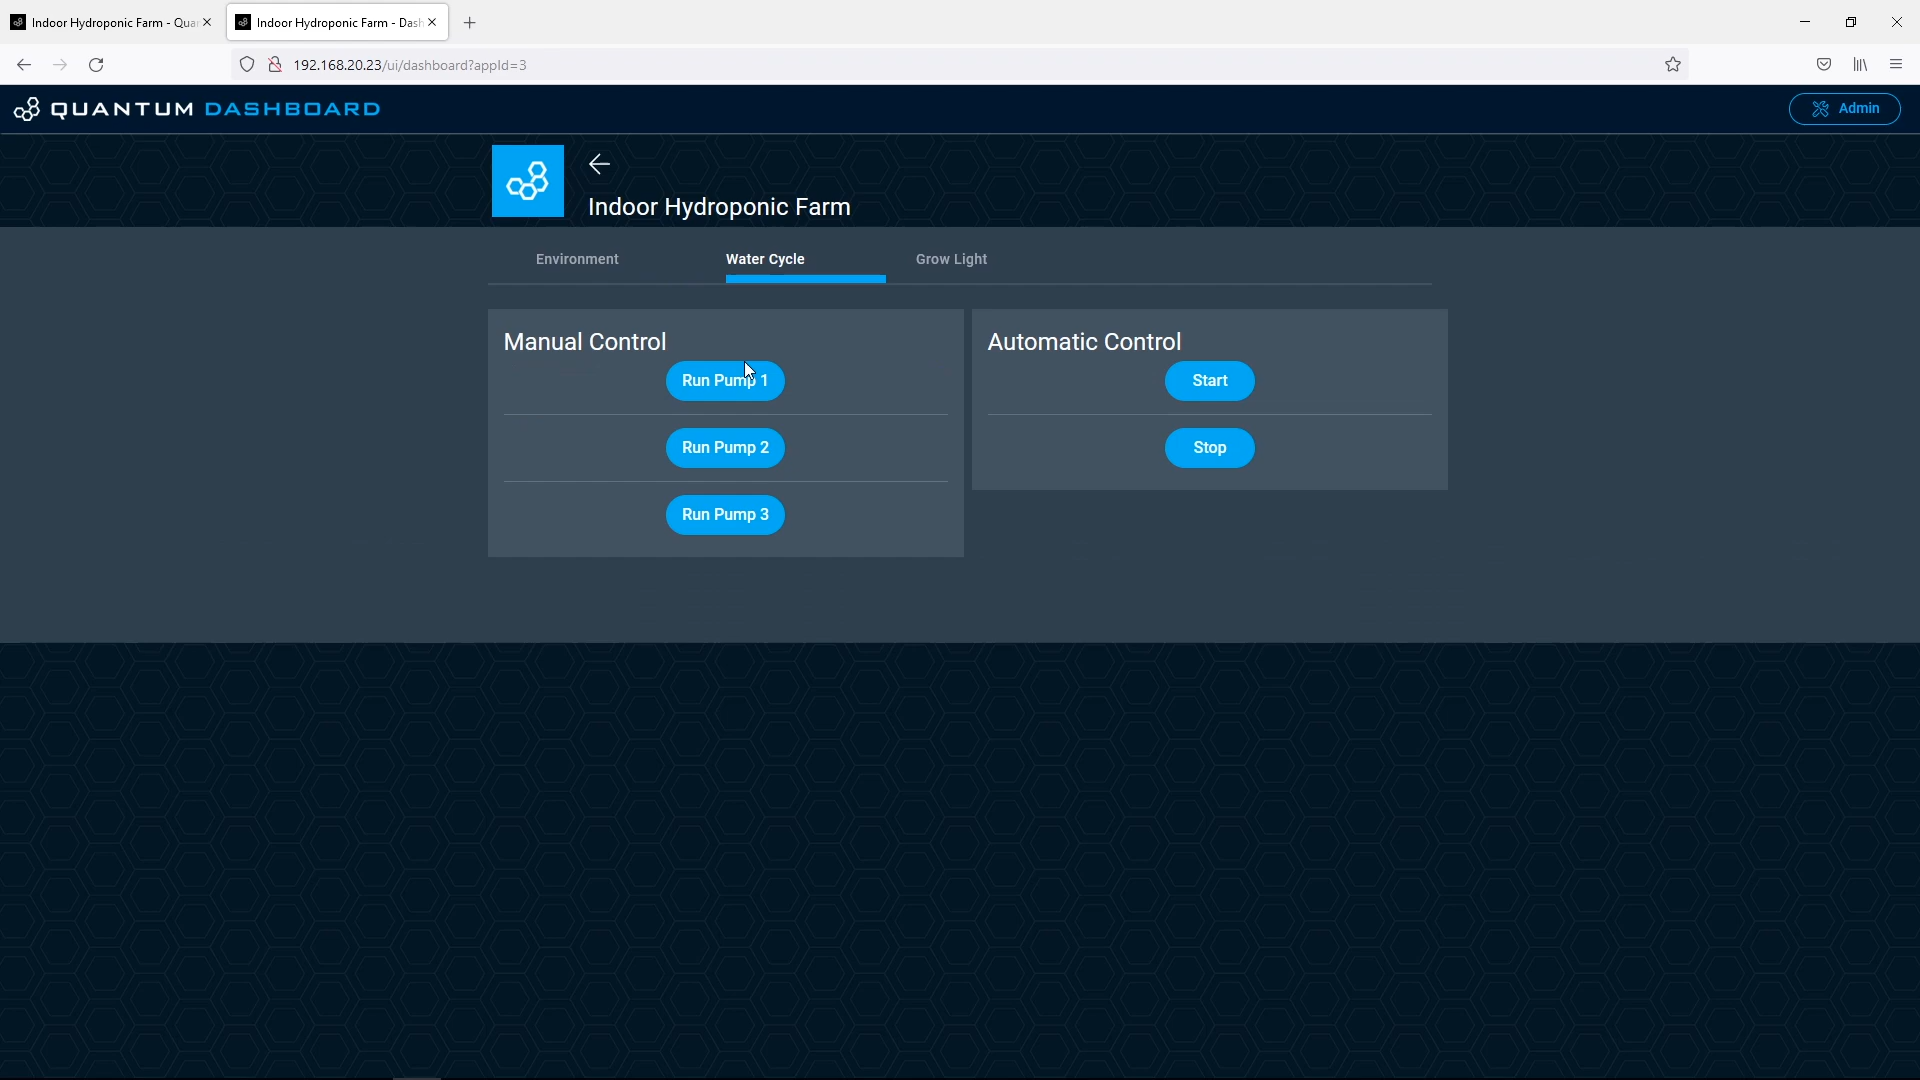 Indoor Hydroponic Farm - Qua
Indoor Hydroponic Farm - Dash
192.168.20.23/ui/dashboard?appId=3
QUANTUM DASHBOARD
Admin
Indoor Hydroponic Farm
Environment
Water Cycle
Grow Light
Manual Control
Run Pump 1
Run Pump 2
Run Pump 3
Automatic Control
Start
Stop